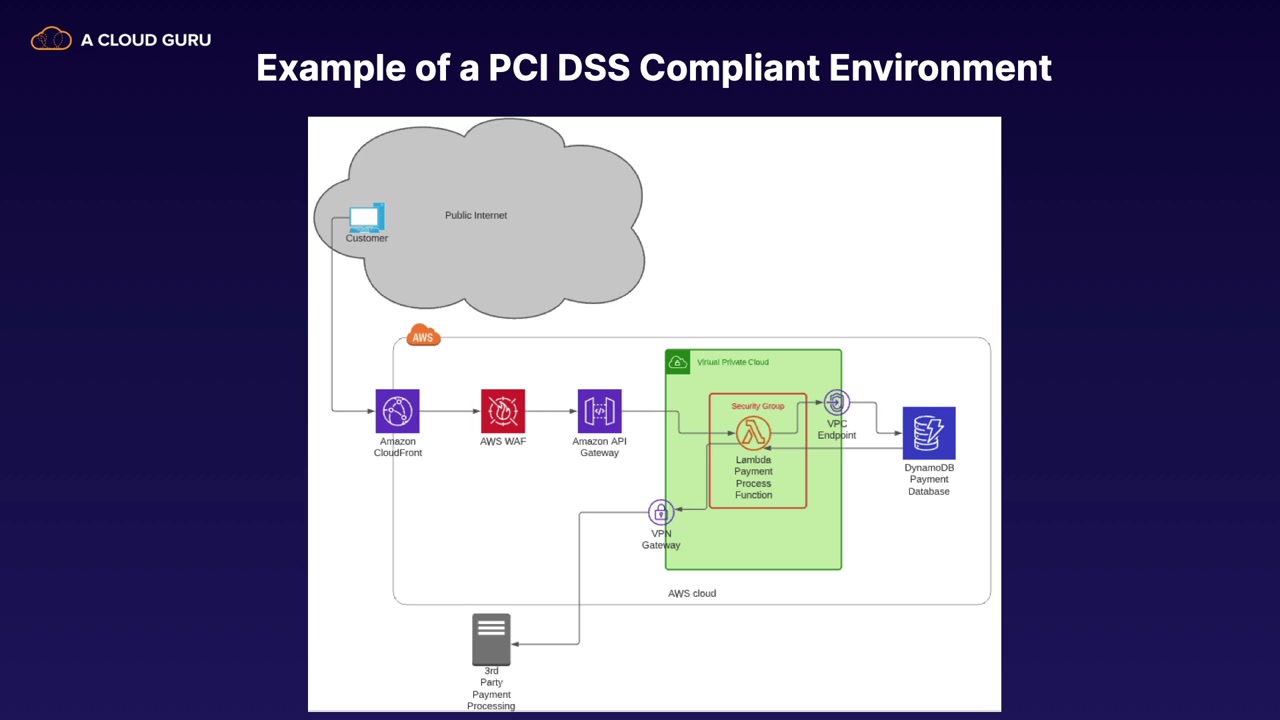 A CLOUD GURU
Example of a PCI DSS Compliant Environment
Public Internet
Customer
AWS
Virtual Private Cloud
Security Group
Amazon
CloudFront
AWS WAF
Amazon API
Gateway
Lambda
Payment
Process
Function
VPC
Endpoint
DynamoDB
Payment
Database
VPN
Gateway
AWS cloud
3rd
Party
Payment
Processing